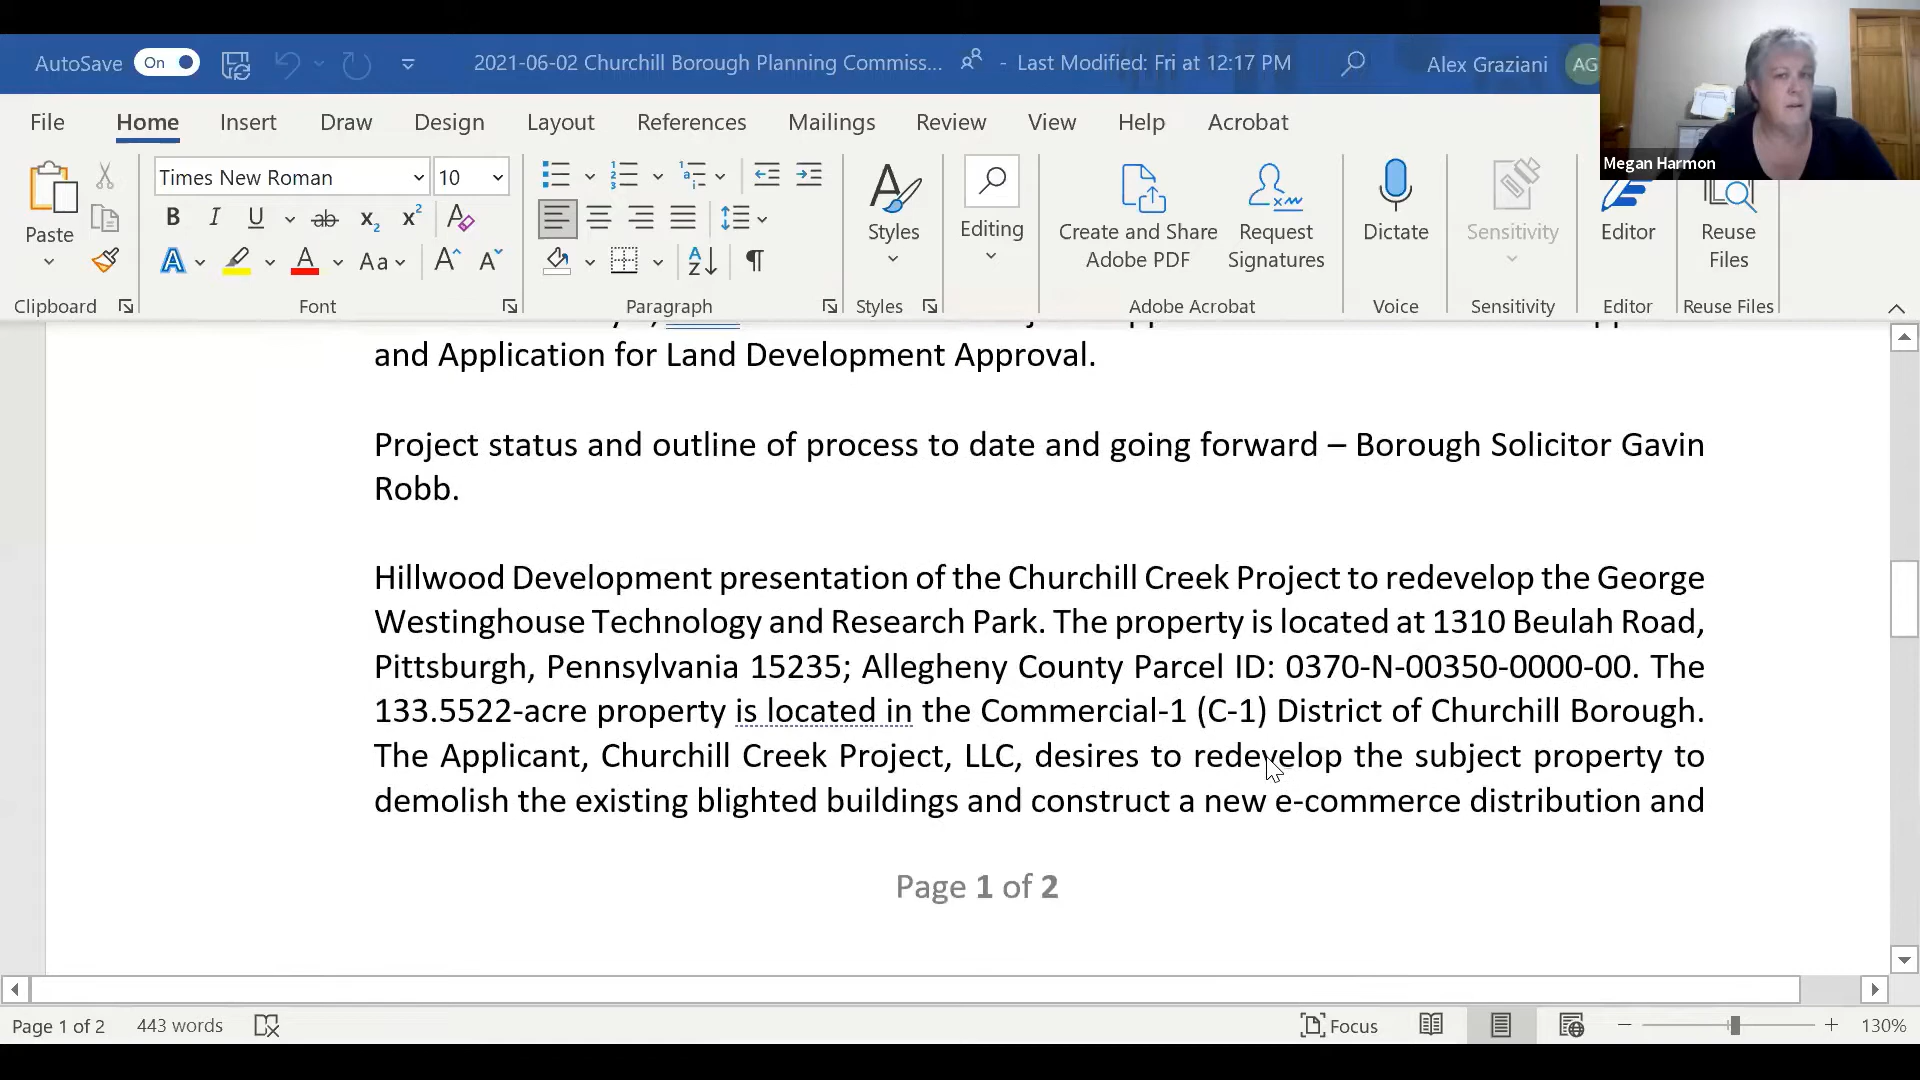 AutoSave On 2021-06-02 Churchill Borough Planning Commiss... - Last Modified: Fri at 12:17 PM Alex Graziani AG
File Home Insert Draw Design Layout References Mailings Review View Help Acrobat
Megan Harmon
Times New Roman 10
Paste
Styles
Editing
Create and Share Adobe PDF
Request Signatures
Dictate
Sensitivity
Editor
Reuse Files
Clipboard Font Paragraph Styles Adobe Acrobat Voice Sensitivity Editor Reuse Files
and Application for Land Development Approval.
Project status and outline of process to date and going forward – Borough Solicitor Gavin
Robb.
Hillwood Development presentation of the Churchill Creek Project to redevelop the George
Westinghouse Technology and Research Park. The property is located at 1310 Beulah Road,
Pittsburgh, Pennsylvania 15235; Allegheny County Parcel ID: 0370-N-00350-0000-00. The
133.5522-acre property is located in the Commercial-1 (C-1) District of Churchill Borough.
The Applicant, Churchill Creek Project, LLC, desires to redevelop the subject property to
demolish the existing blighted buildings and construct a new e-commerce distribution and
Page 1 of 2
Page 1 of 2 443 words Focus 130%